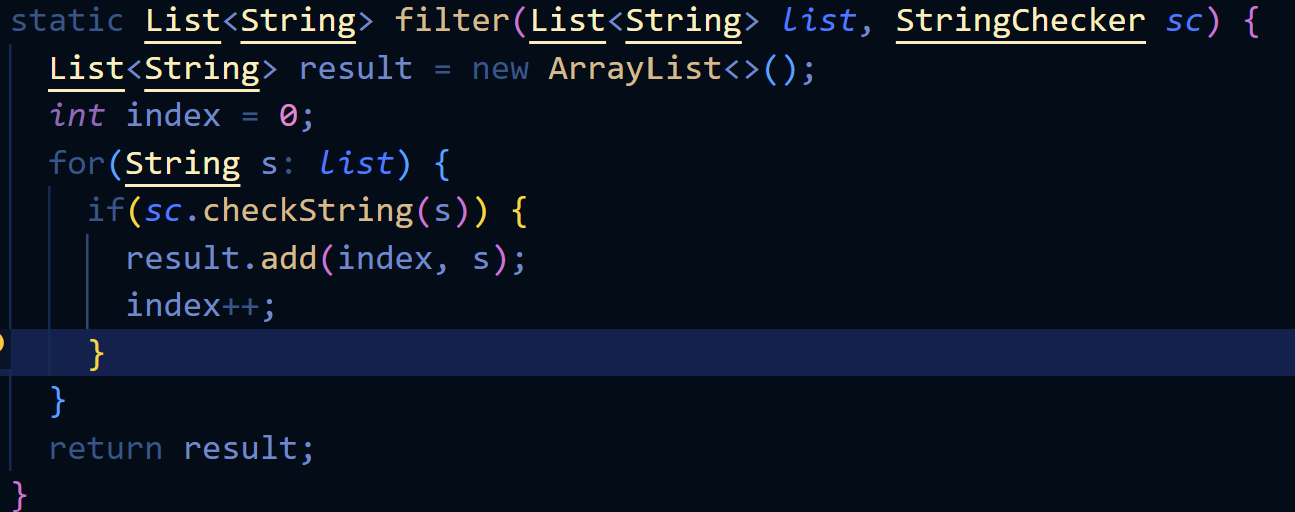 static List<String> filter(List<String> list, StringChecker sc) {
  List<String> result = new ArrayList<>();
  int index = 0;
  for(String s: list) {
    if(sc.checkString(s)) {
      result.add(index, s);
      index++;
    }
  }
  return result;
}